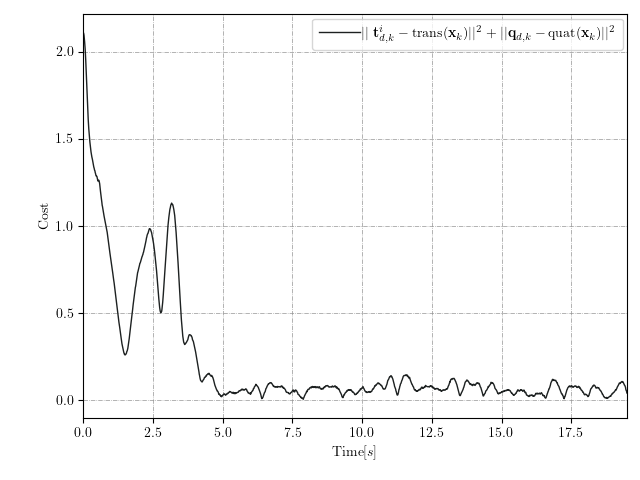 || t^i_{d,k} − trans(x_k)||^2 + ||q_{d,k} − quat(x_k)||^2
2.0
1.5
1.0
0.5
0.0
Cost
0.0 2.5 5.0 7.5 10.0 12.5 15.0 17.5
Time[s]